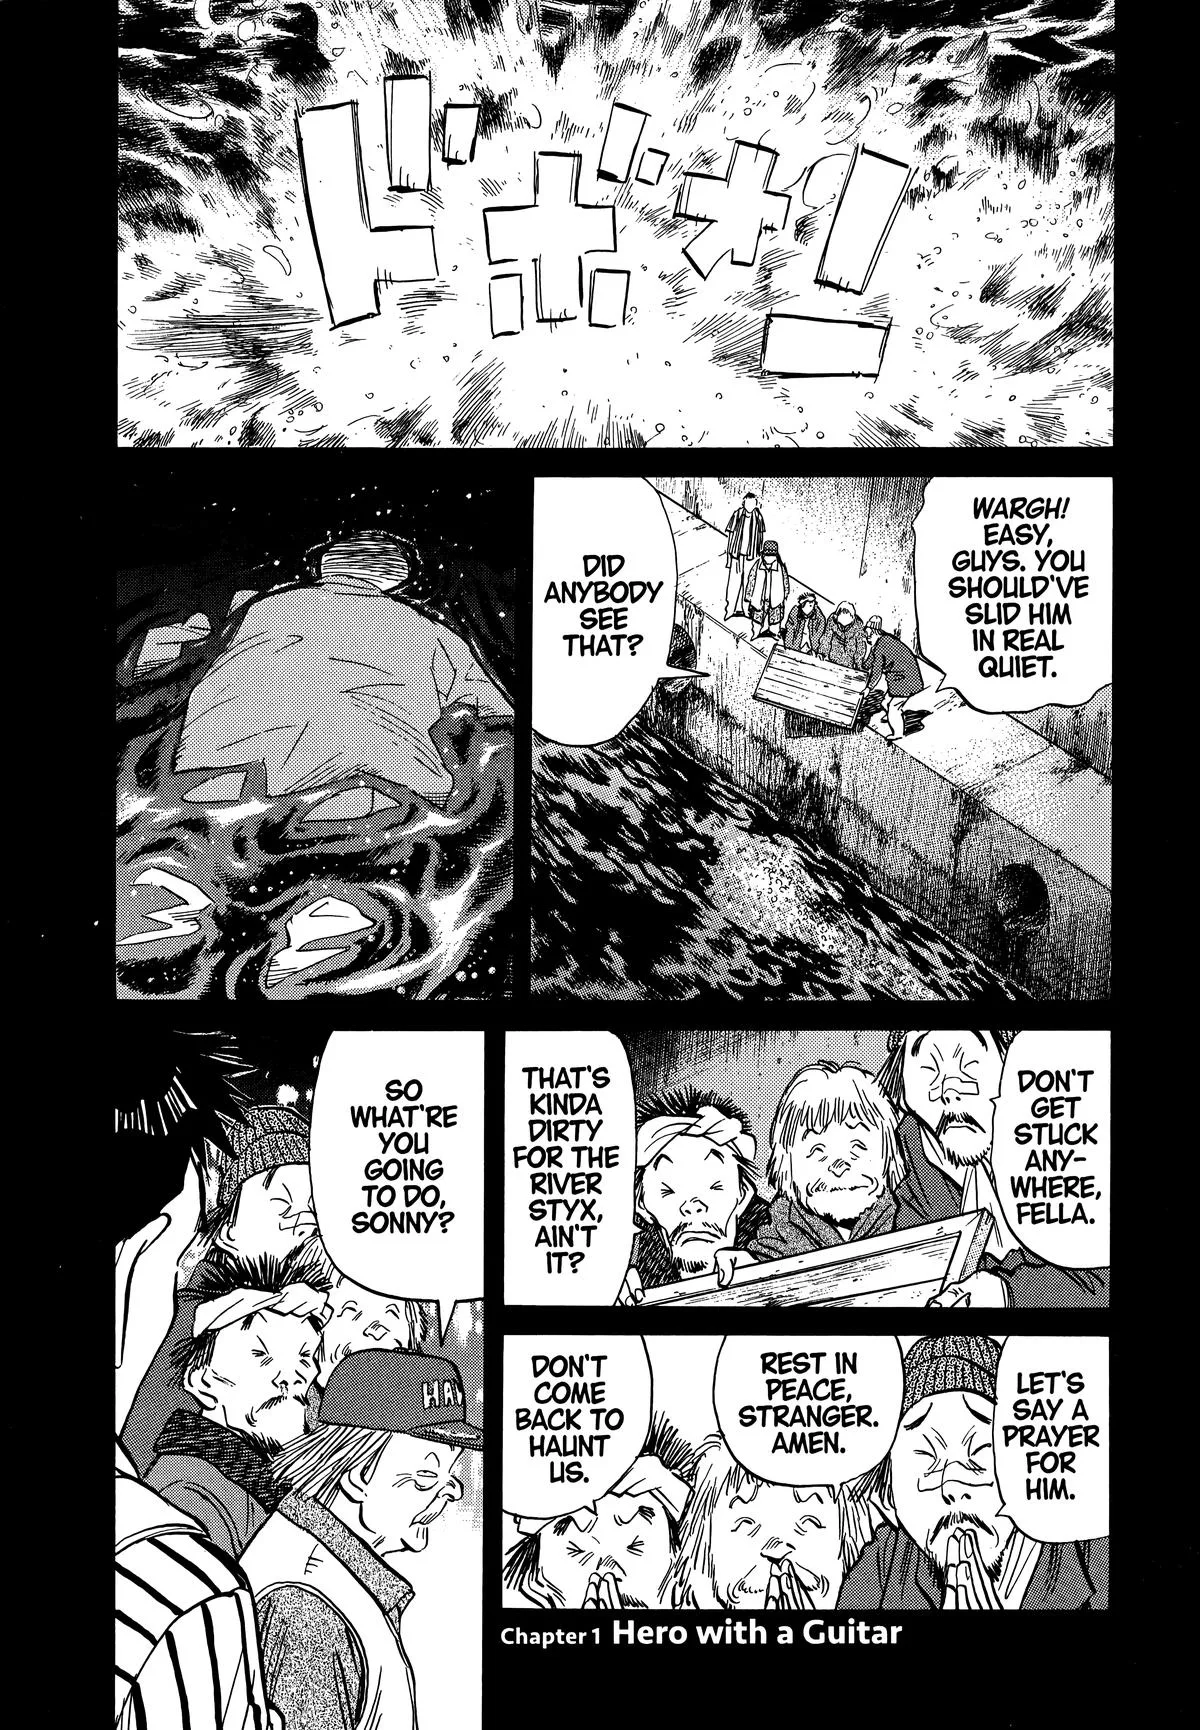 ドボォーン
WARGH!
EASY,
GUYS. YOU
SHOULD'VE
SLID HIM
IN REAL
QUIET.
DID
ANYBODY
SEE
THAT?
DON'T
GET
STUCK
ANY-
WHERE,
FELLA.
THAT'S
KINDA
DIRTY
FOR THE
RIVER
STYX,
AIN'T
IT?
LET'S
SAY A
PRAYER
FOR
HIM.
REST IN
PEACE,
STRANGER.
AMEN.
DON'T
COME
BACK TO
HAUNT
US.
SO
WHAT'RE
YOU
GOING
TO DO,
SONNY?
HAW
Chapter 1 Hero with a Guitar